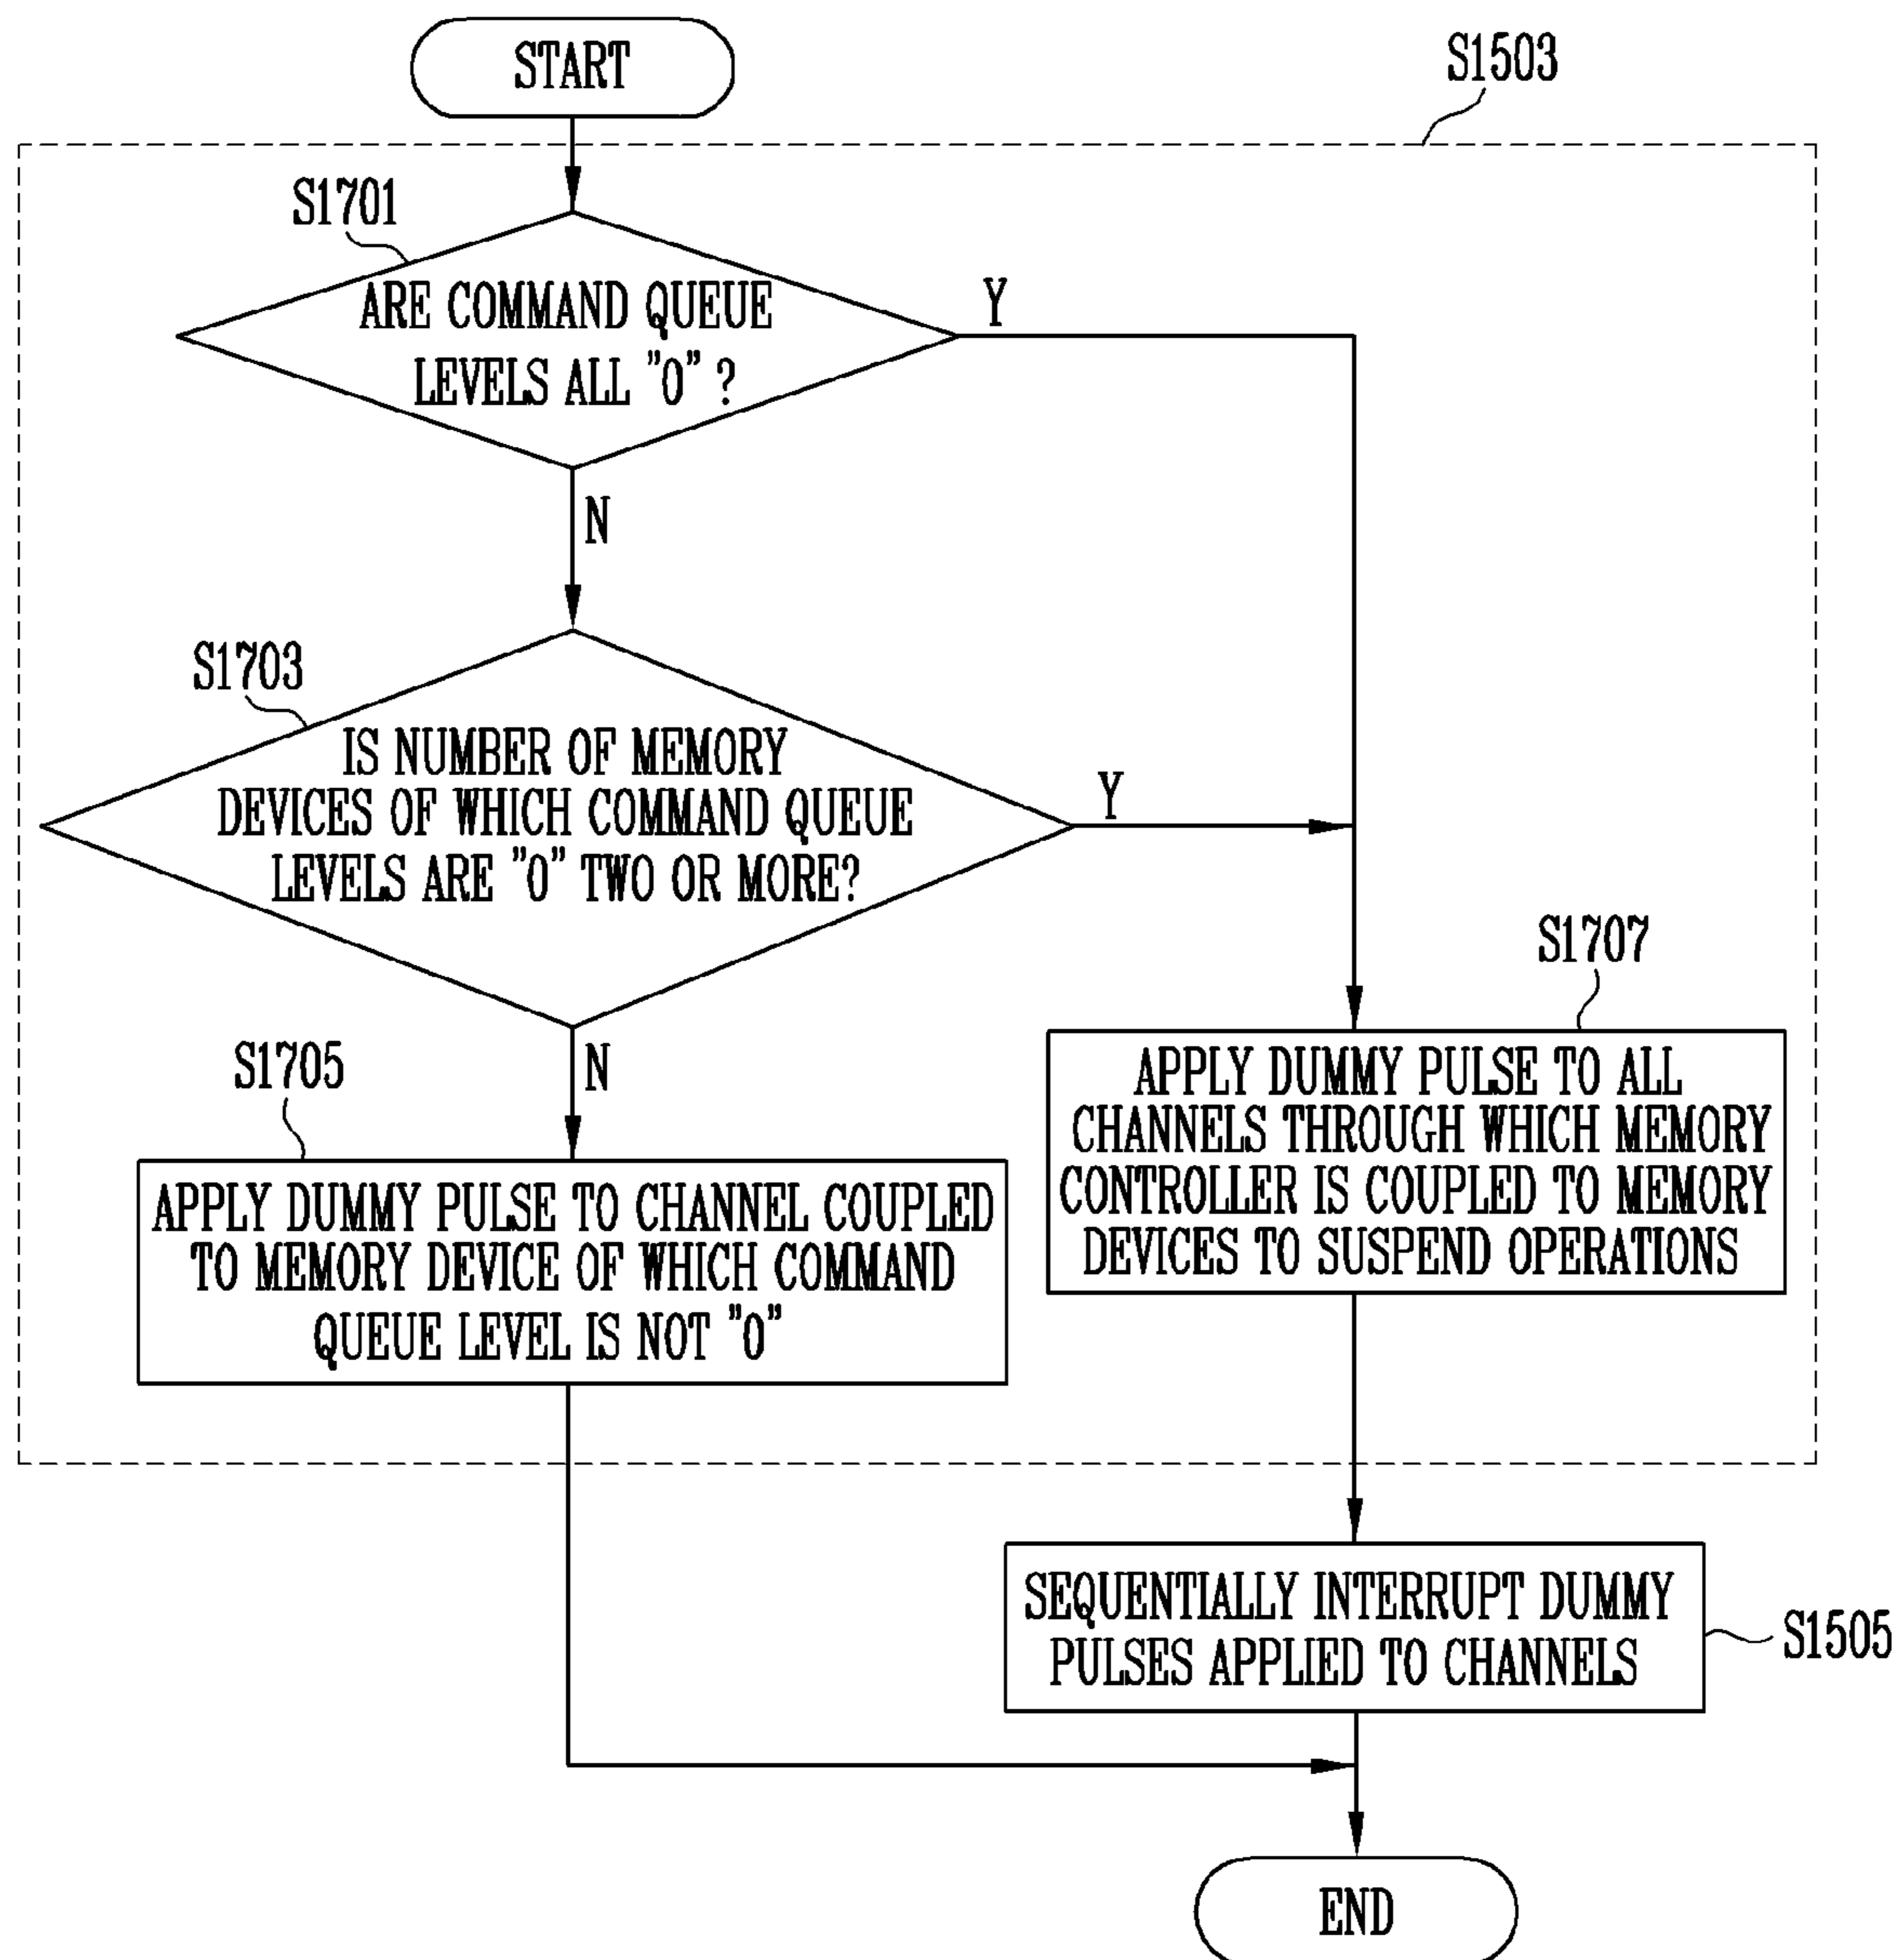 START
S1503
S1701
ARE COMMAND QUEUE
LEVELS ALL "0" ?
Y
N
S1703
IS NUMBER OF MEMORY
DEVICES OF WHICH COMMAND QUEUE
LEVELS ARE "0" TWO OR MORE?
Y
N
S1705
APPLY DUMMY PULSE TO CHANNEL COUPLED
TO MEMORY DEVICE OF WHICH COMMAND
QUEUE LEVEL IS NOT "0"
S1707
APPLY DUMMY PULSE TO ALL
CHANNELS THROUGH WHICH MEMORY
CONTROLLER IS COUPLED TO MEMORY
DEVICES TO SUSPEND OPERATIONS
SEQUENTIALLY INTERRUPT DUMMY
PULSES APPLIED TO CHANNELS
S1505
END